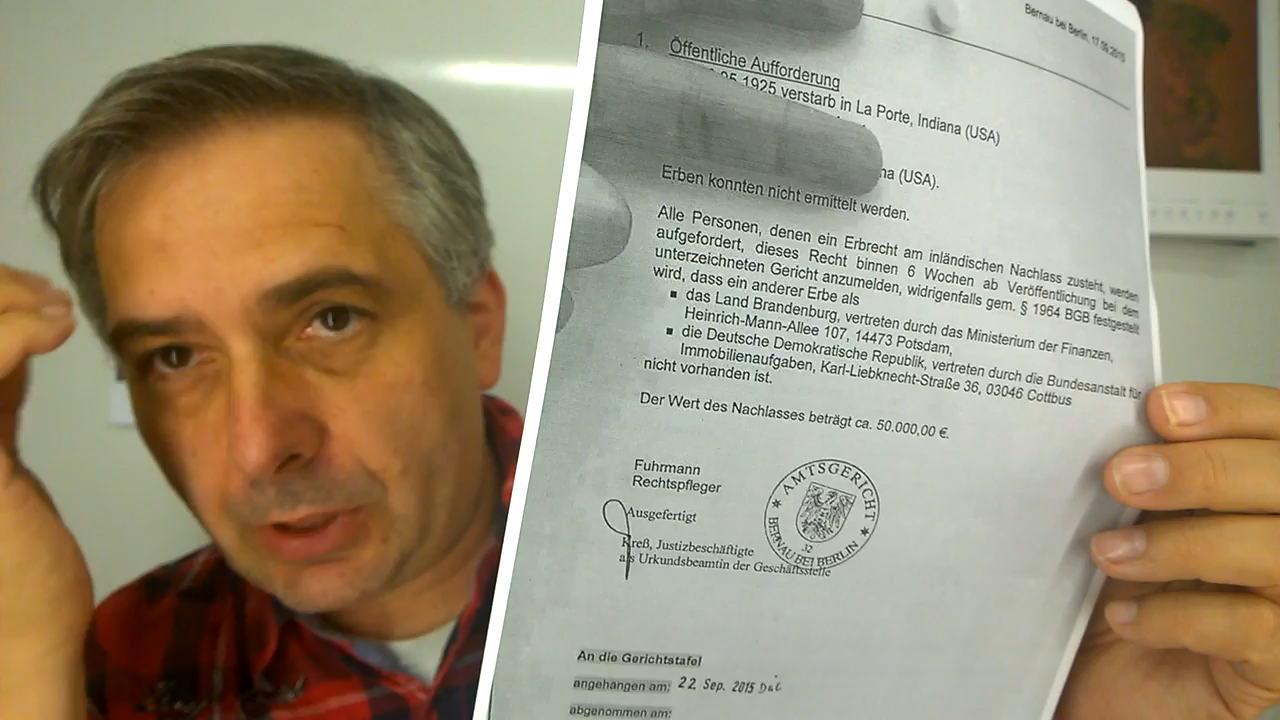 Bernau bei Berlin, 17.09.2015
1. Öffentliche Aufforderung
05 1925 verstarb in La Porte, Indiana (USA)
na (USA).
Erben konnten nicht ermittelt werden.
Alle Personen, denen ein Erbrecht am inländischen Nachlass zusteht, werden
aufgefordert, dieses Recht binnen 6 Wochen ab Veröffentlichung bei dem
unterzeichneten Gericht anzumelden, widrigenfalls gem. § 1964 BGB festgestellt
wird, dass ein anderer Erbe als
▪ das Land Brandenburg, vertreten durch das Ministerium der Finanzen,
Heinrich-Mann-Allee 107, 14473 Potsdam,
▪ die Deutsche Demokratische Republik, vertreten durch die Bundesanstalt für
Immobilienaufgaben, Karl-Liebknecht-Straße 36, 03046 Cottbus
nicht vorhanden ist.
Der Wert des Nachlasses beträgt ca. 50.000,00 €.
Fuhrmann
Rechtspfleger
Ausgefertigt
Kreß, Justizbeschäftigte
als Urkundsbeamtin der Geschäftsstelle
AMTSGERICHT
32
BERNAU BEI BERLIN
An die Gerichtstafel
angehangen am: 22. Sep. 2015
abgenommen am: